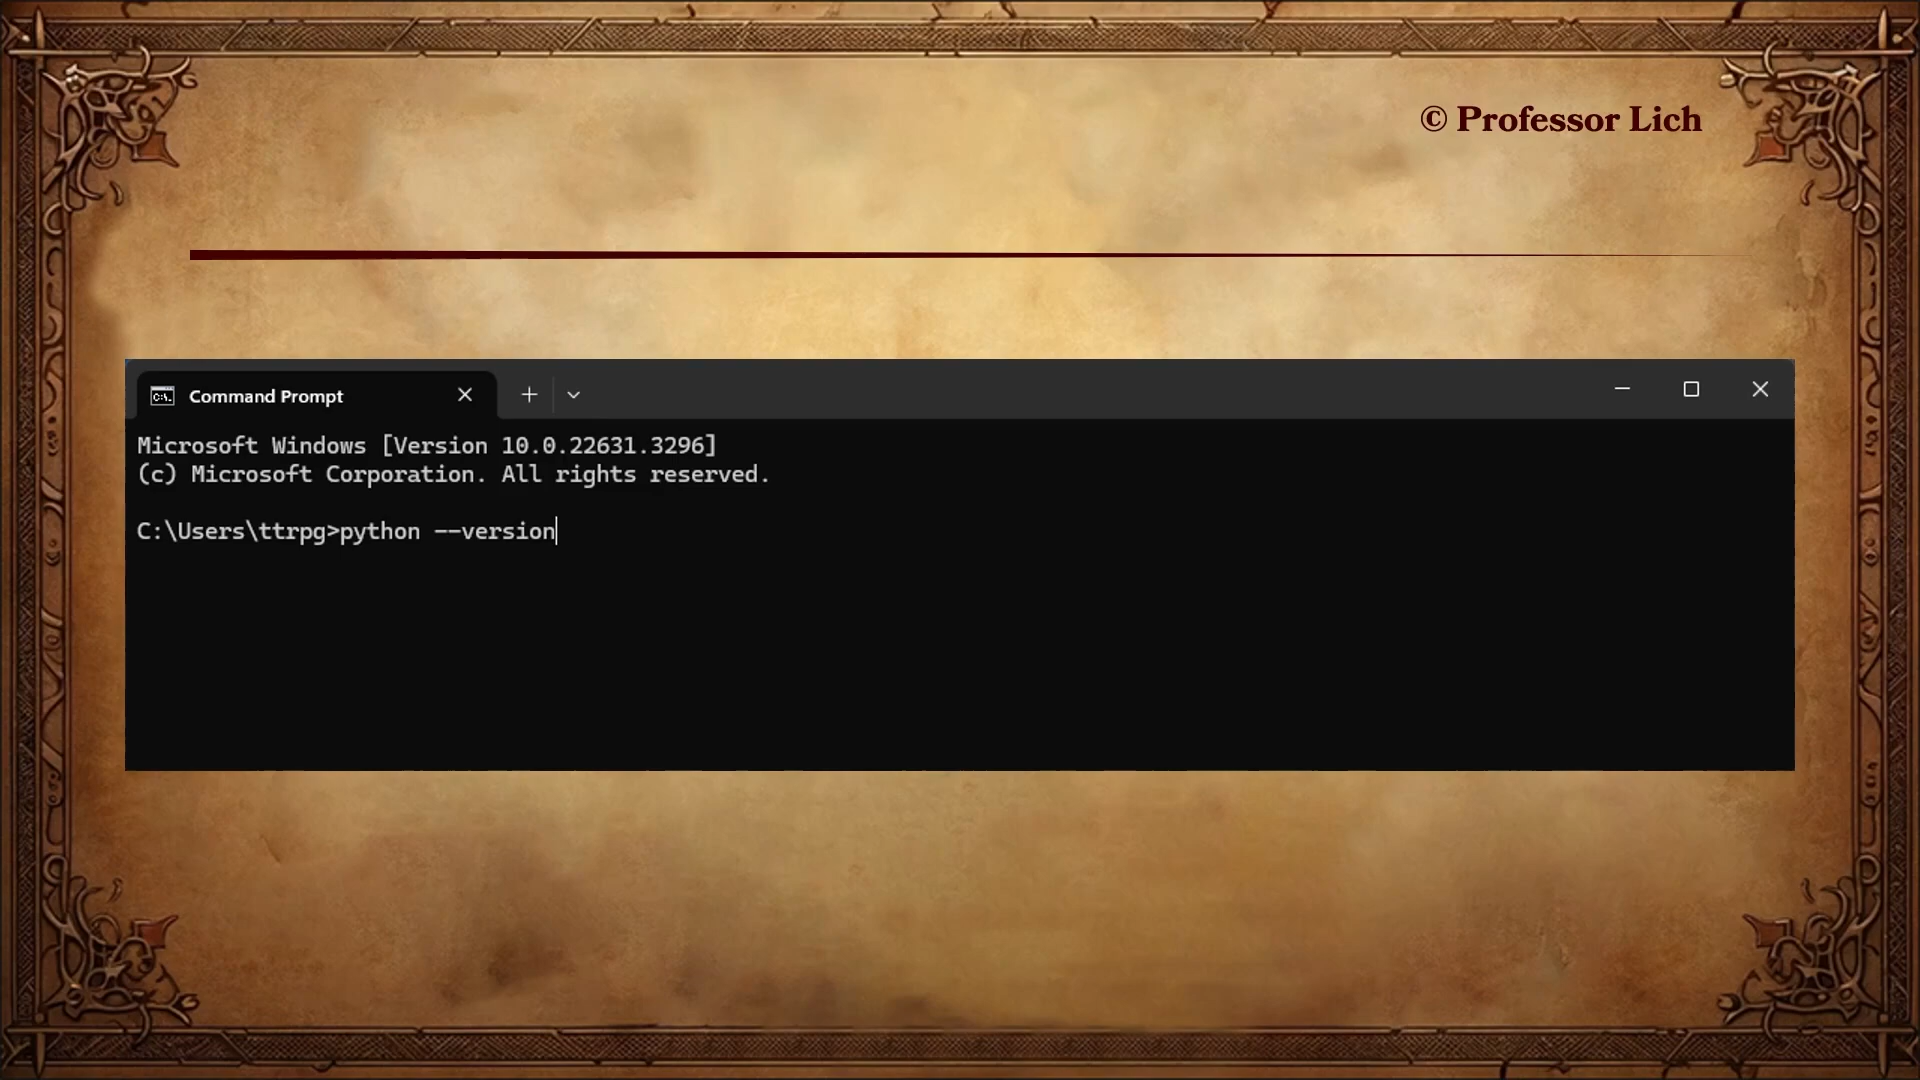 © Professor Lich
Command Prompt
Microsoft Windows [Version 10.0.22631.3296]
(c) Microsoft Corporation. All rights reserved.
C:\Users\ttrpg>python --version